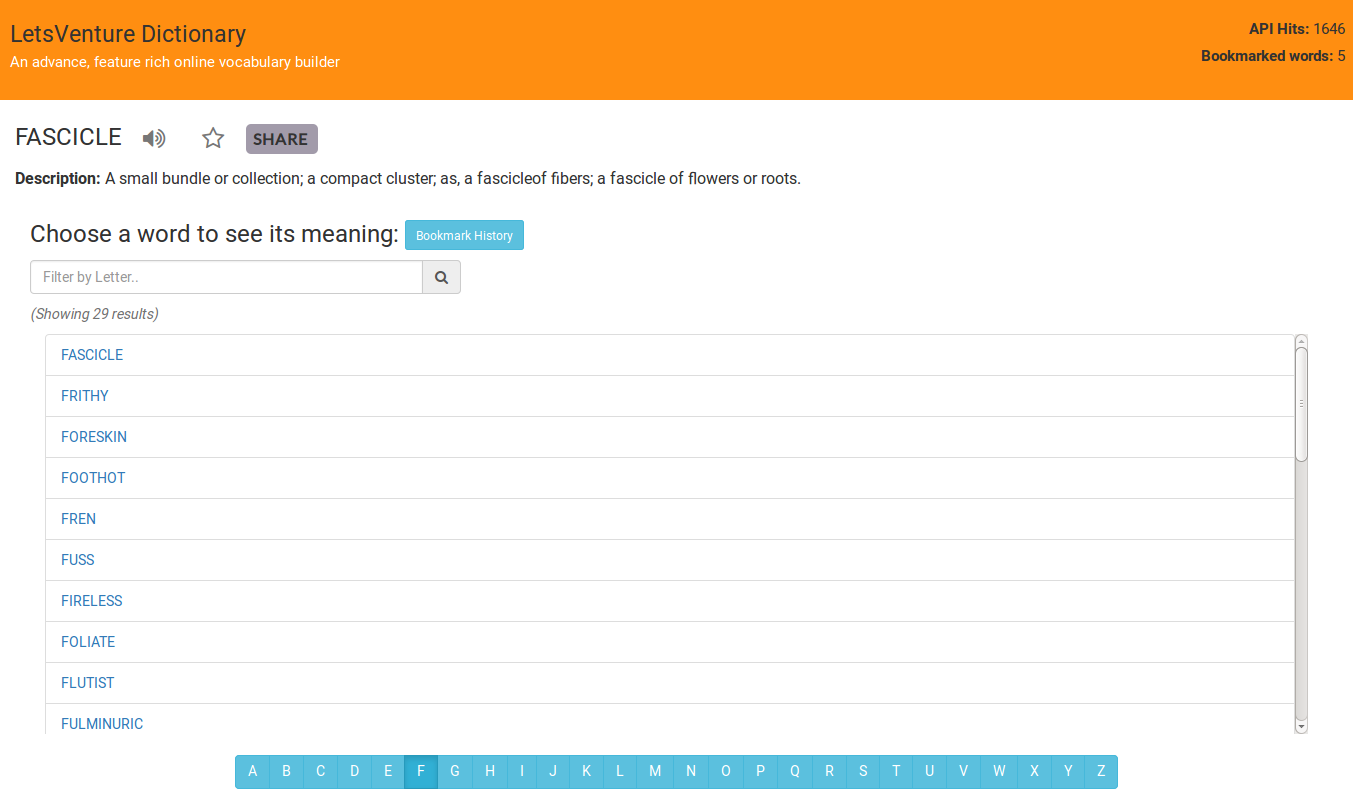 LetsVenture Dictionary
An advance, feature rich online vocabulary builder
API Hits: 1646
Bookmarked words: 5
FASCICLE SHARE
Description: A small bundle or collection; a compact cluster; as, a fascicleof fibers; a fascicle of flowers or roots.
Choose a word to see its meaning: Bookmark History
Filter by Letter..
(Showing 29 results)
FASCICLE
FRITHY
FORESKIN
FOOTHOT
FREN
FUSS
FIRELESS
FOLIATE
FLUTIST
FULMINURIC
A B C D E F G H I J K L M N O P Q R S T U V W X Y Z